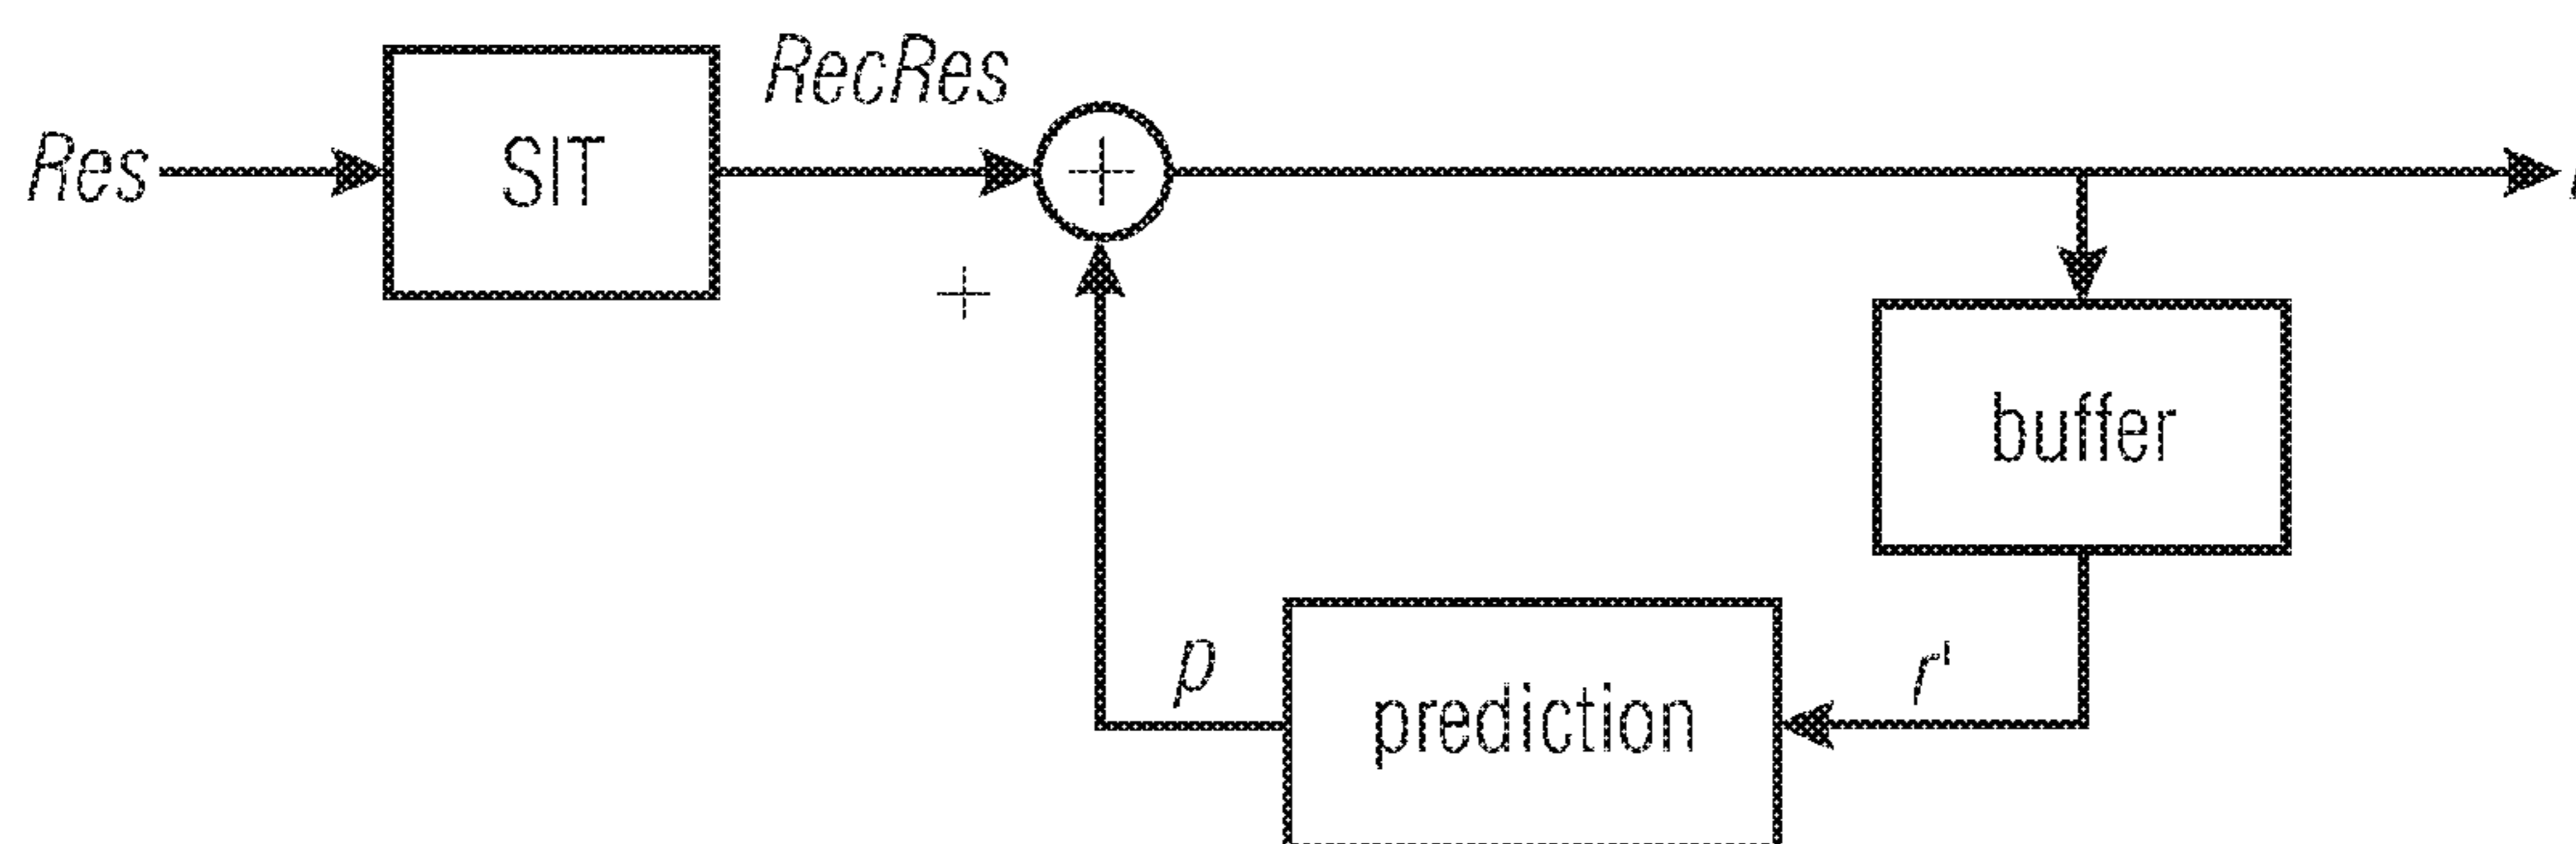 RecRes
Res
SIT
+
+
buffer
p
r'
prediction